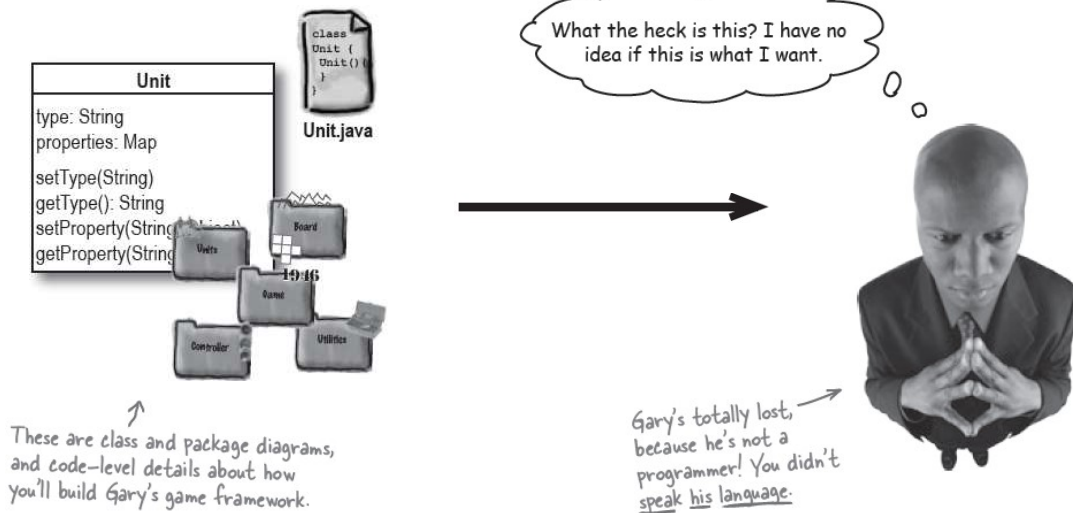 class
Unit {
Unit(){
}
}
Unit.java
What the heck is this? I have no
idea if this is what I want.
Unit
type: String
properties: Map
setType(String)
getType(): String
setProperty(String
getProperty(String
Board
Units
1946
Game
Controller
Utilities
These are class and package diagrams,
and code-level details about how
you'll build Gary's game framework.
Gary's totally lost,
because he's not a
programmer! You didn't
speak his language.